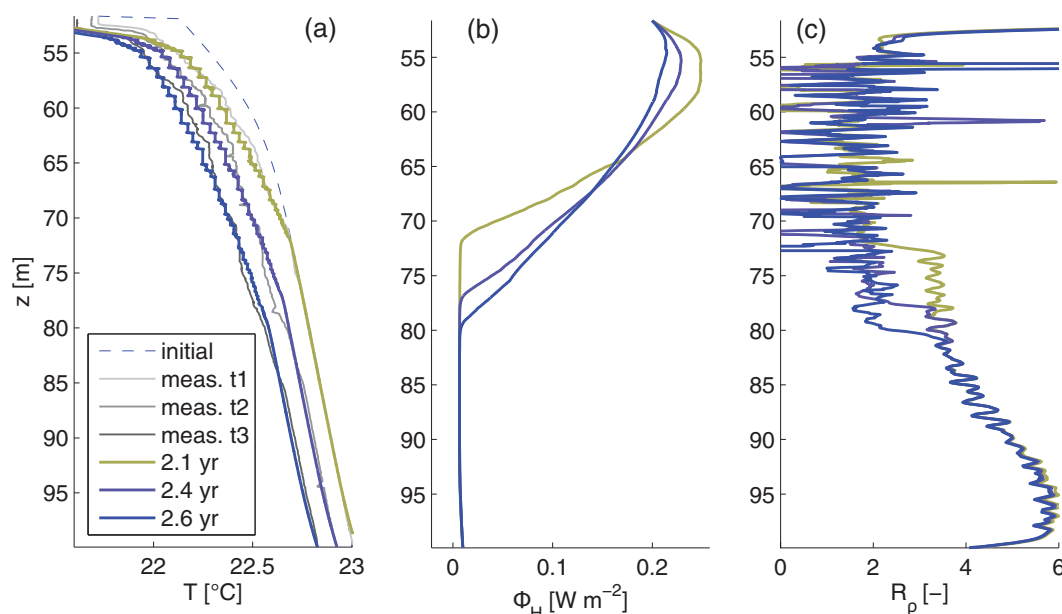 (a)
(b)
(c)
55
60
65
70
75
80
85
90
95
z [m]
initial
meas. t1
meas. t2
meas. t3
2.1 yr
2.4 yr
2.6 yr
22
22.5
23
T [°C]
55
60
65
70
75
80
85
90
95
0
0.1
0.2
Φ_H [W m⁻²]
55
60
65
70
75
80
85
90
95
0
2
4
6
R_ρ [–]